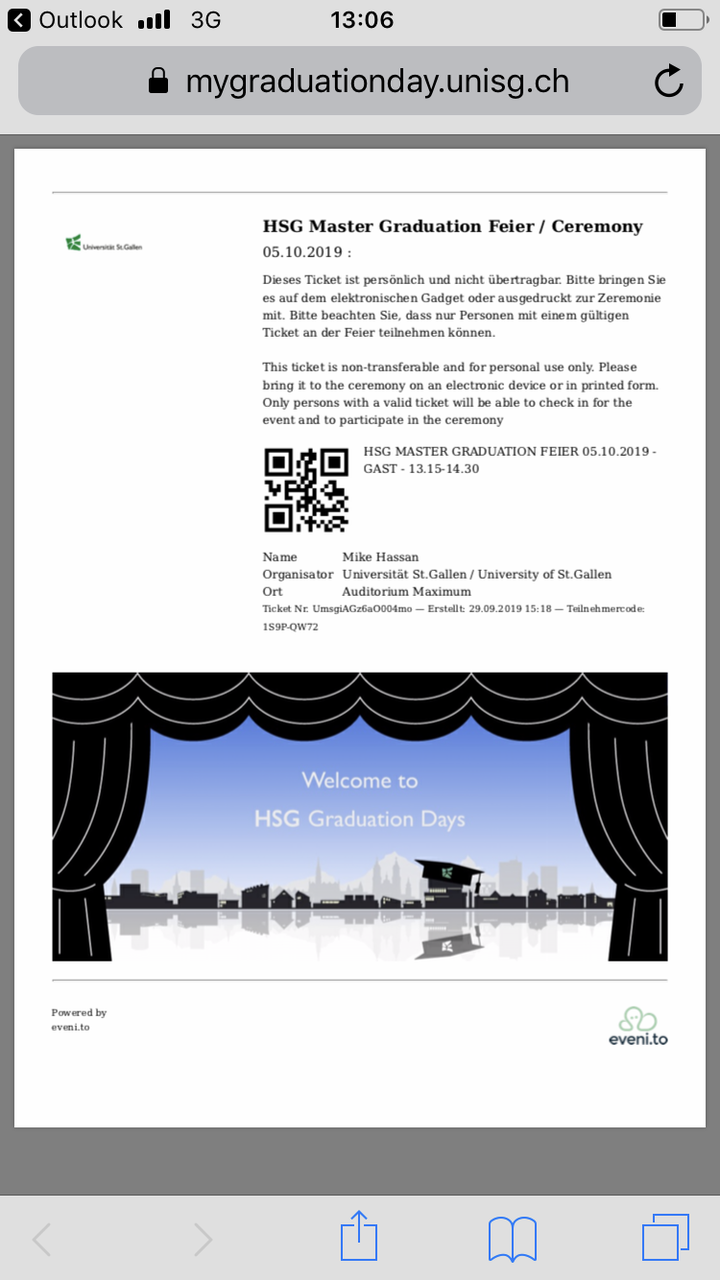 Outlook 3G 13:06
mygraduationday.unisg.ch
Universität St.Gallen
HSG Master Graduation Feier / Ceremony
05.10.2019 :
Dieses Ticket ist persönlich und nicht übertragbar. Bitte bringen Sie
es auf dem elektronischen Gadget oder ausgedruckt zur Zeremonie
mit. Bitte beachten Sie, dass nur Personen mit einem gültigen
Ticket an der Feier teilnehmen können.
This ticket is non-transferable and for personal use only. Please
bring it to the ceremony on an electronic device or in printed form.
Only persons with a valid ticket will be able to check in for the
event and to participate in the ceremony
HSG MASTER GRADUATION FEIER 05.10.2019 -
GAST - 13.15-14.30
Name Mike Hassan
Organisator Universität St.Gallen / University of St.Gallen
Ort Auditorium Maximum
Ticket Nr. UmsgiAGz6aO004mo — Erstellt: 29.09.2019 15:18 — Teilnehmercode:
1S9P-QW72
Welcome to
HSG Graduation Days
Powered by
eveni.to
eveni.to